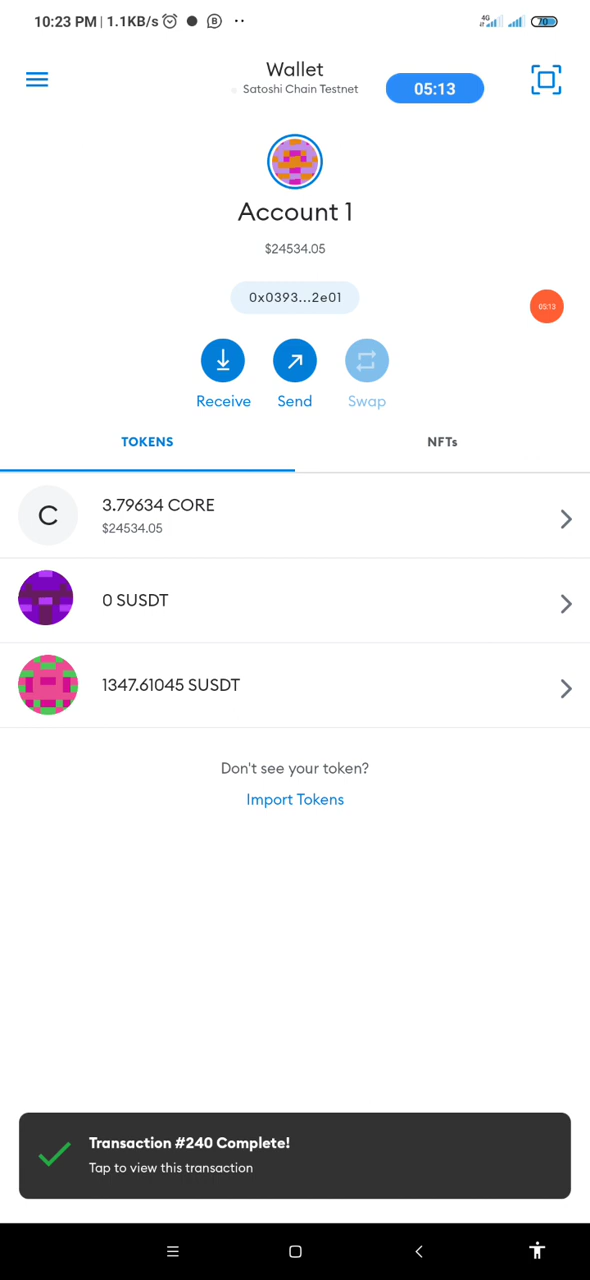 10:23 PM | 1.1KB/s
4G
70
Wallet
Satoshi Chain Testnet
05:13
Account 1
$24534.05
0x0393...2e01
05:13
Receive
Send
Swap
TOKENS
NFTs
C
3.79634 CORE
$24534.05
0 SUSDT
1347.61045 SUSDT
Don't see your token?
Import Tokens
Transaction #240 Complete!
Tap to view this transaction